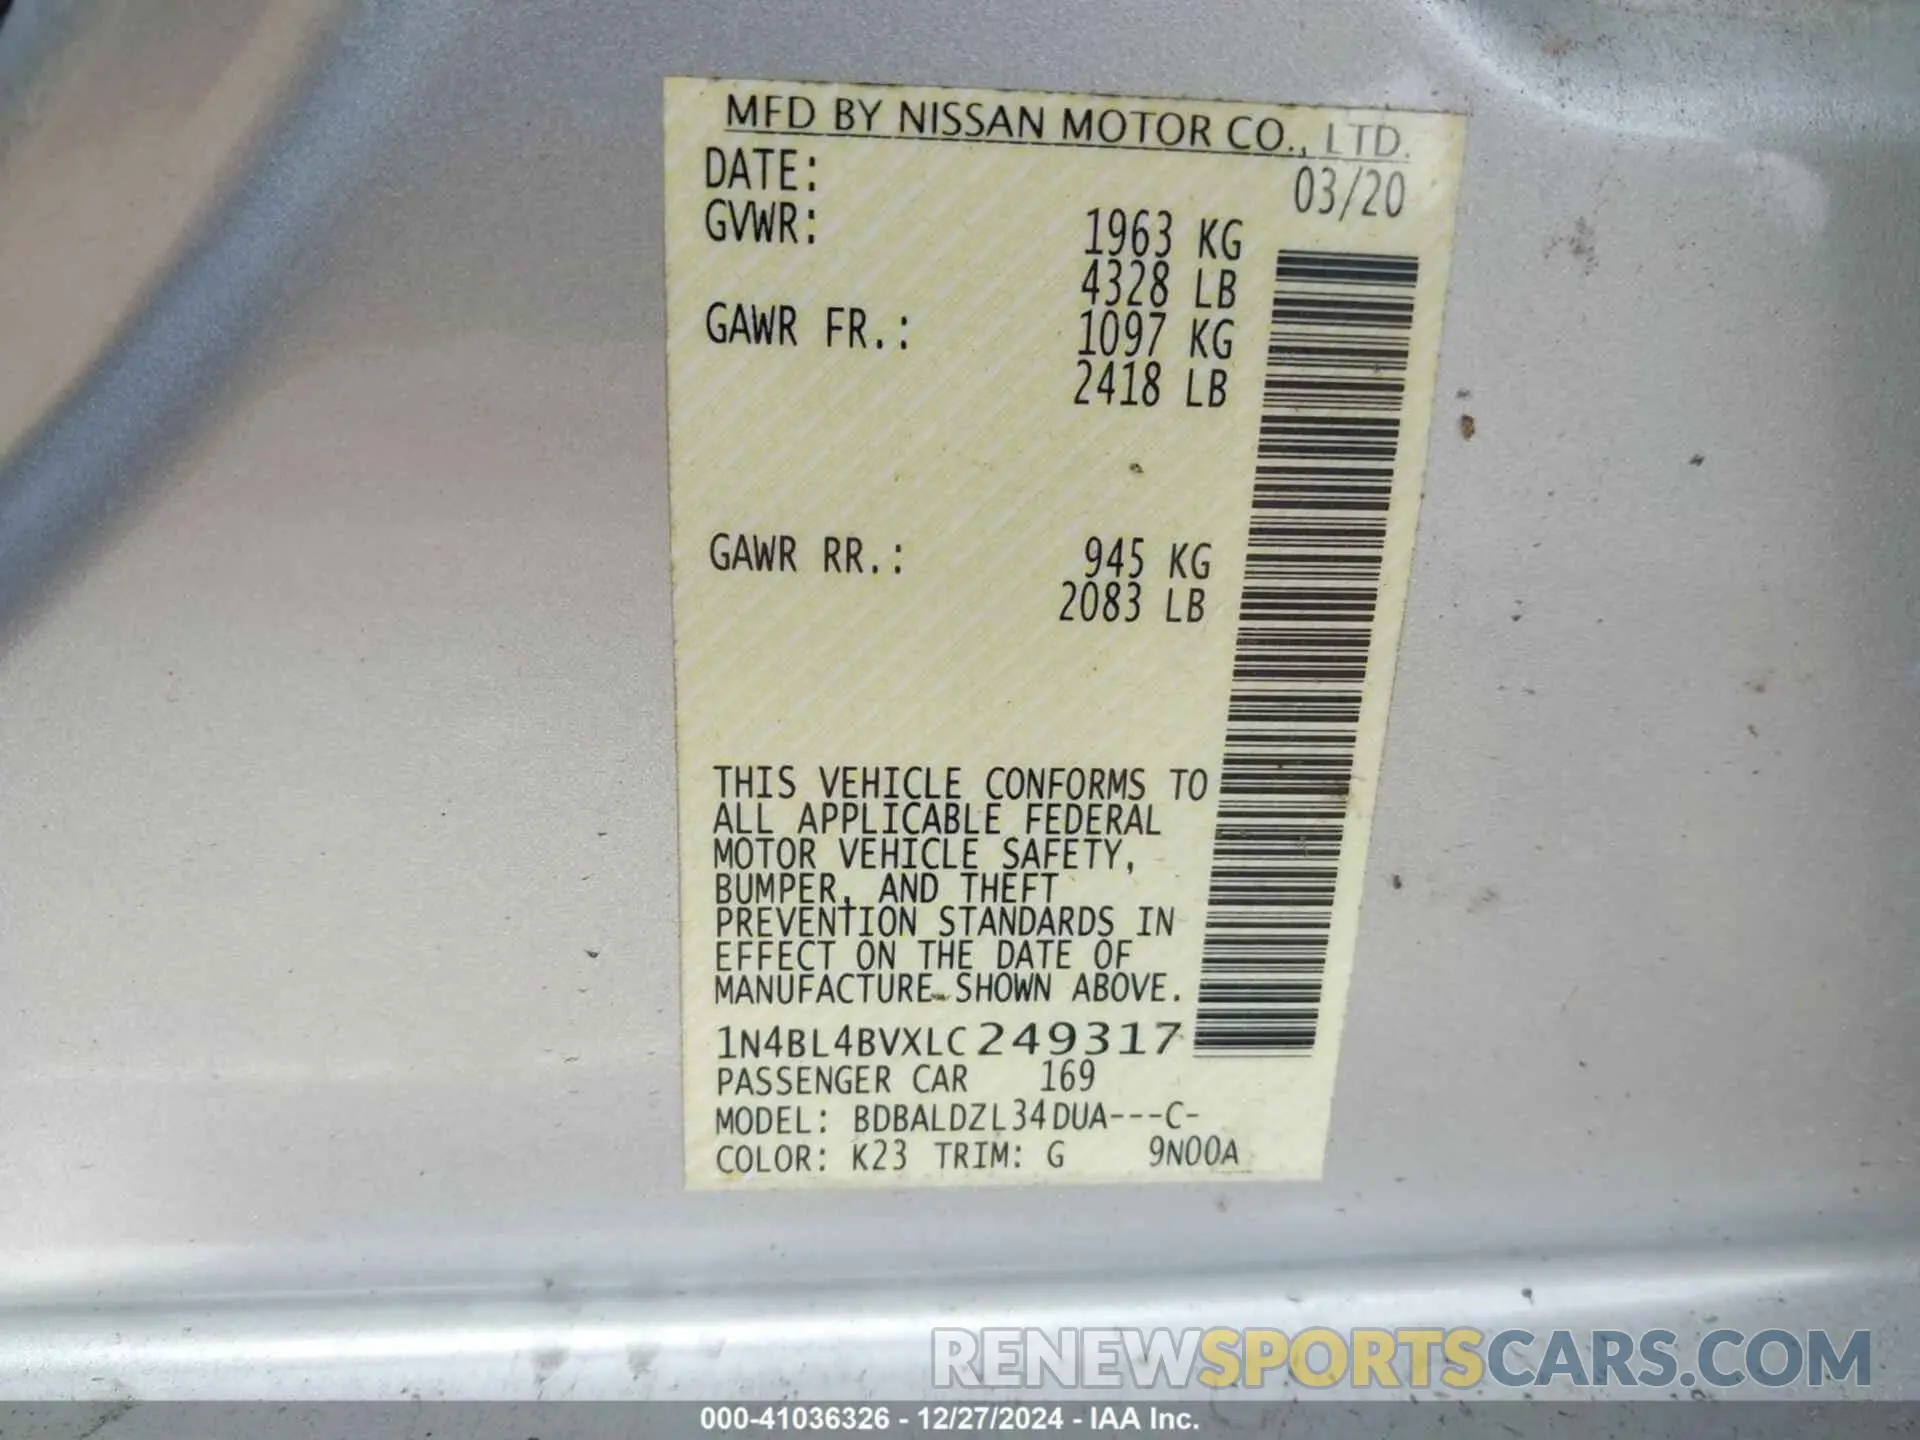 MFD BY NISSAN MOTOR CO., LTD.
DATE: 03/20
GVWR: 1963 KG
4328 LB
GAWR FR.: 1097 KG
2418 LB
GAWR RR.: 945 KG
2083 LB
THIS VEHICLE CONFORMS TO
ALL APPLICABLE FEDERAL
MOTOR VEHICLE SAFETY,
BUMPER, AND THEFT
PREVENTION STANDARDS IN
EFFECT ON THE DATE OF
MANUFACTURE SHOWN ABOVE.
1N4BL4BVXLC249317
PASSENGER CAR 169
MODEL: BDBALDZL34DUA---C-
COLOR: K23 TRIM: G 9N00A
RENEWSPORTSCARS.COM
000-41036326 - 12/27/2024 - IAA Inc.